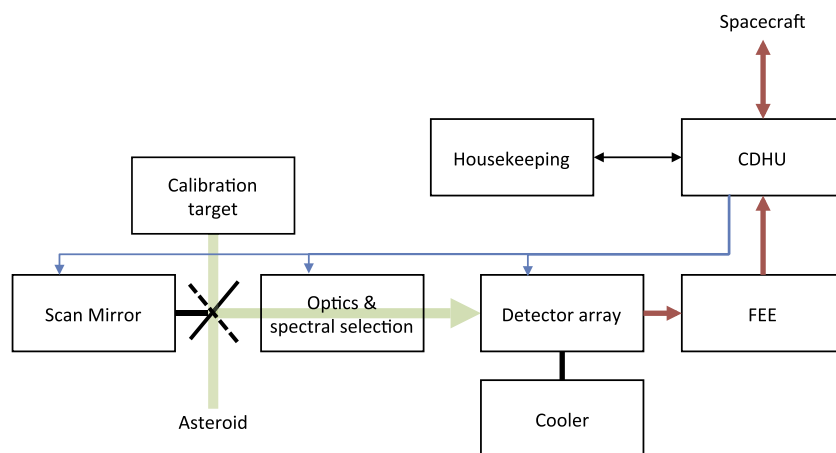 Spacecraft
Housekeeping
CDHU
Calibration
target
Scan Mirror
Optics &
spectral selection
Detector array
FEE
Asteroid
Cooler